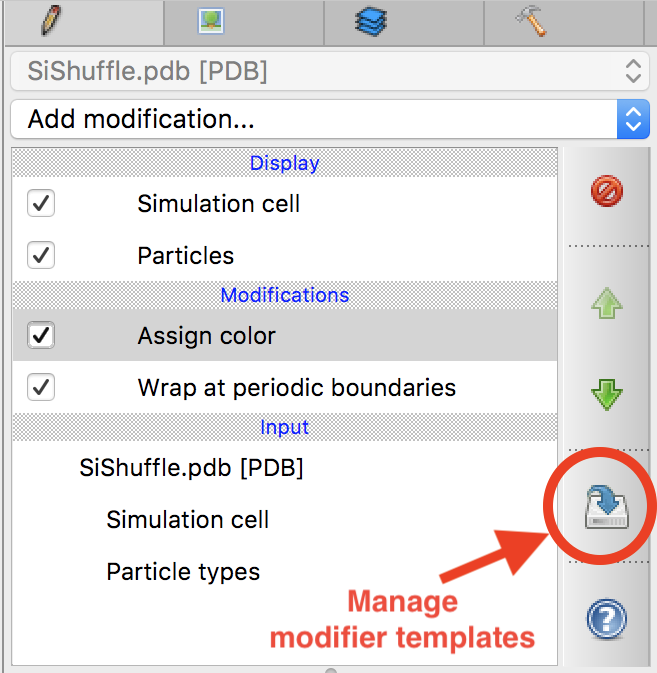 SiShuffle.pdb [PDB]
Add modification...
Display
Simulation cell
Particles
Modifications
Assign color
Wrap at periodic boundaries
Input
SiShuffle.pdb [PDB]
Simulation cell
Particle types
Manage
modifier templates
?